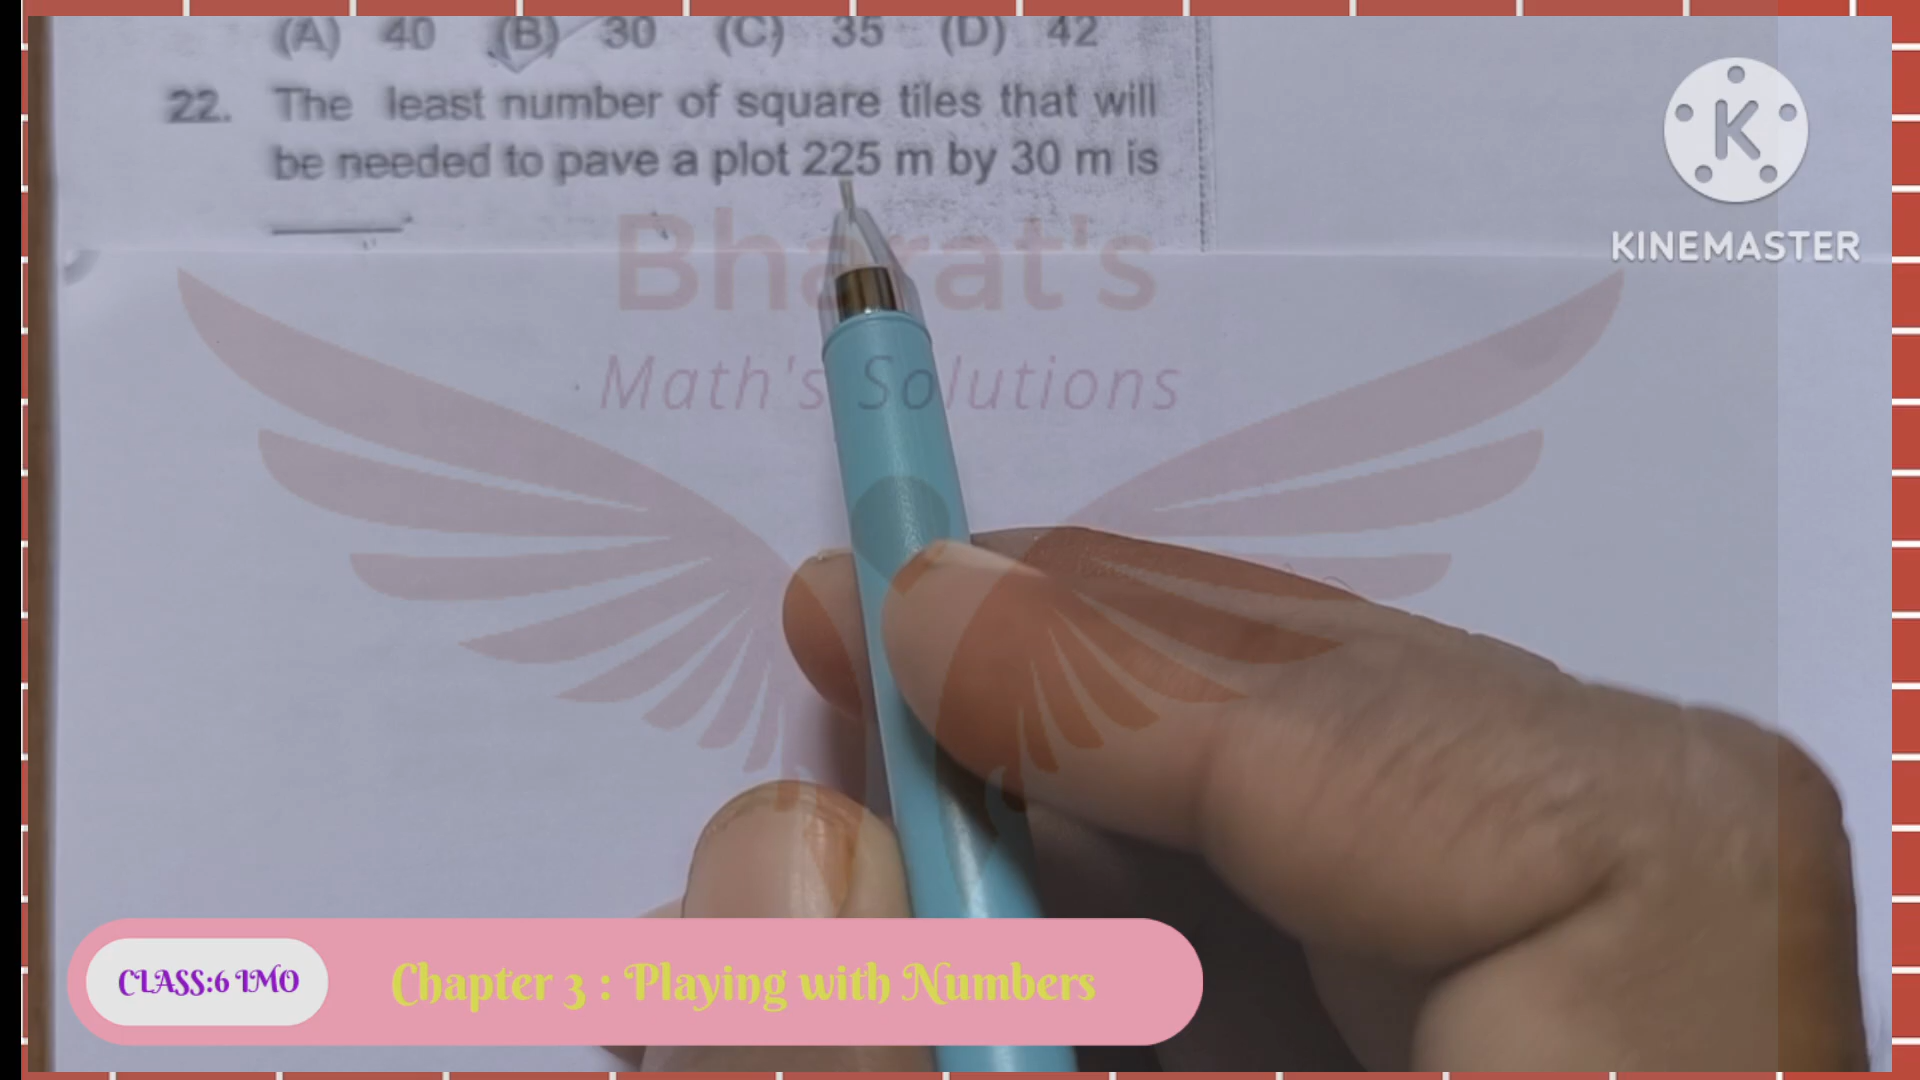 (A) 40 (B) 30 (C) 35 (D) 42
22. The least number of square tiles that will
be needed to pave a plot 225 m by 30 m is
Bharat's
Math's Solutions
KINEMASTER
CLASS:6 IMO
Chapter 3 : Playing with Numbers